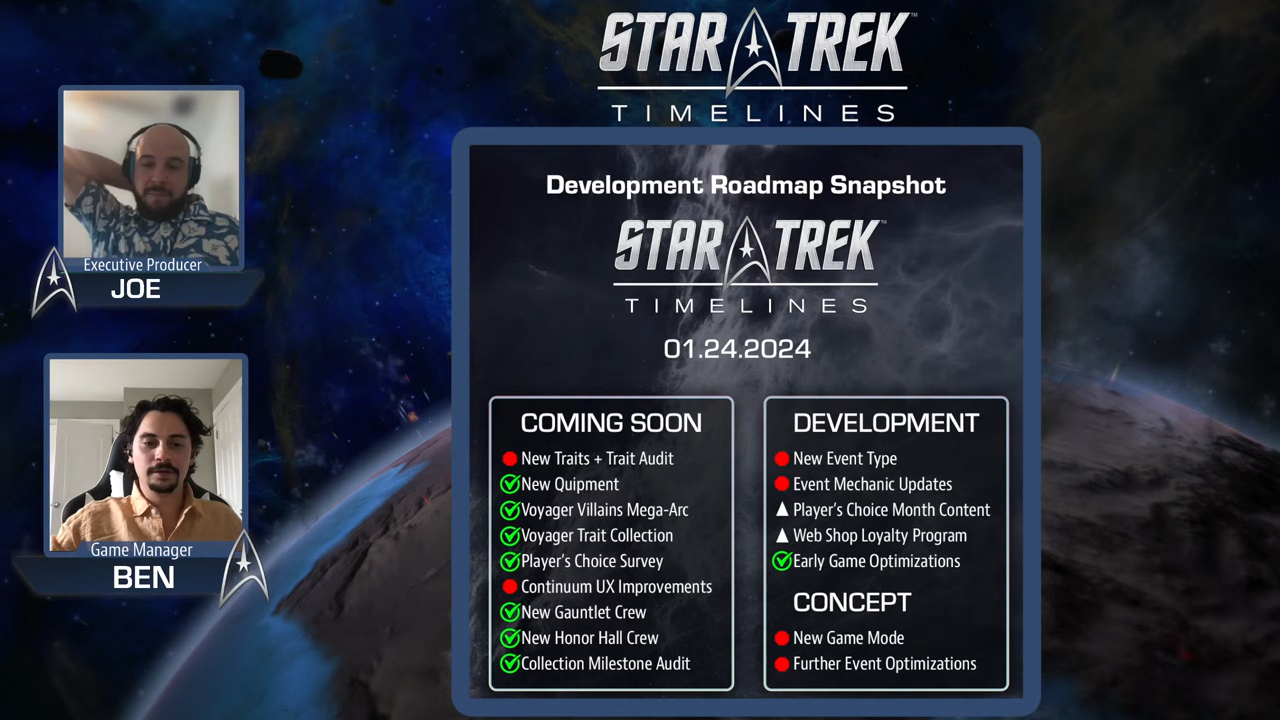 STAR TREK™
TIMELINES
Executive Producer
JOE
Game Manager
BEN
Development Roadmap Snapshot
STAR TREK™
TIMELINES
01.24.2024
COMING SOON
New Traits + Trait Audit
New Quipment
Voyager Villains Mega-Arc
Voyager Trait Collection
Player's Choice Survey
Continuum UX Improvements
New Gauntlet Crew
New Honor Hall Crew
Collection Milestone Audit
DEVELOPMENT
New Event Type
Event Mechanic Updates
Player's Choice Month Content
Web Shop Loyalty Program
Early Game Optimizations
CONCEPT
New Game Mode
Further Event Optimizations